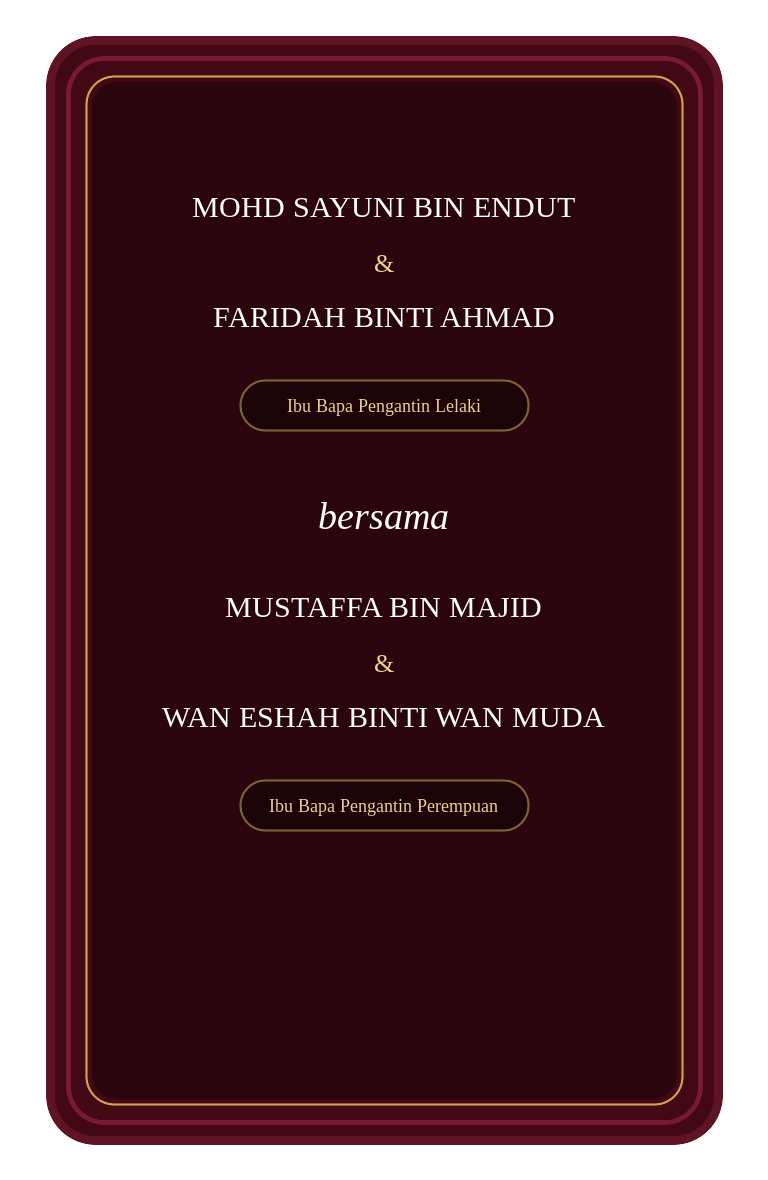 MOHD SAYUNI BIN ENDUT
&
FARIDAH BINTI AHMAD
Ibu Bapa Pengantin Lelaki
bersama
MUSTAFFA BIN MAJID
&
WAN ESHAH BINTI WAN MUDA
Ibu Bapa Pengantin Perempuan